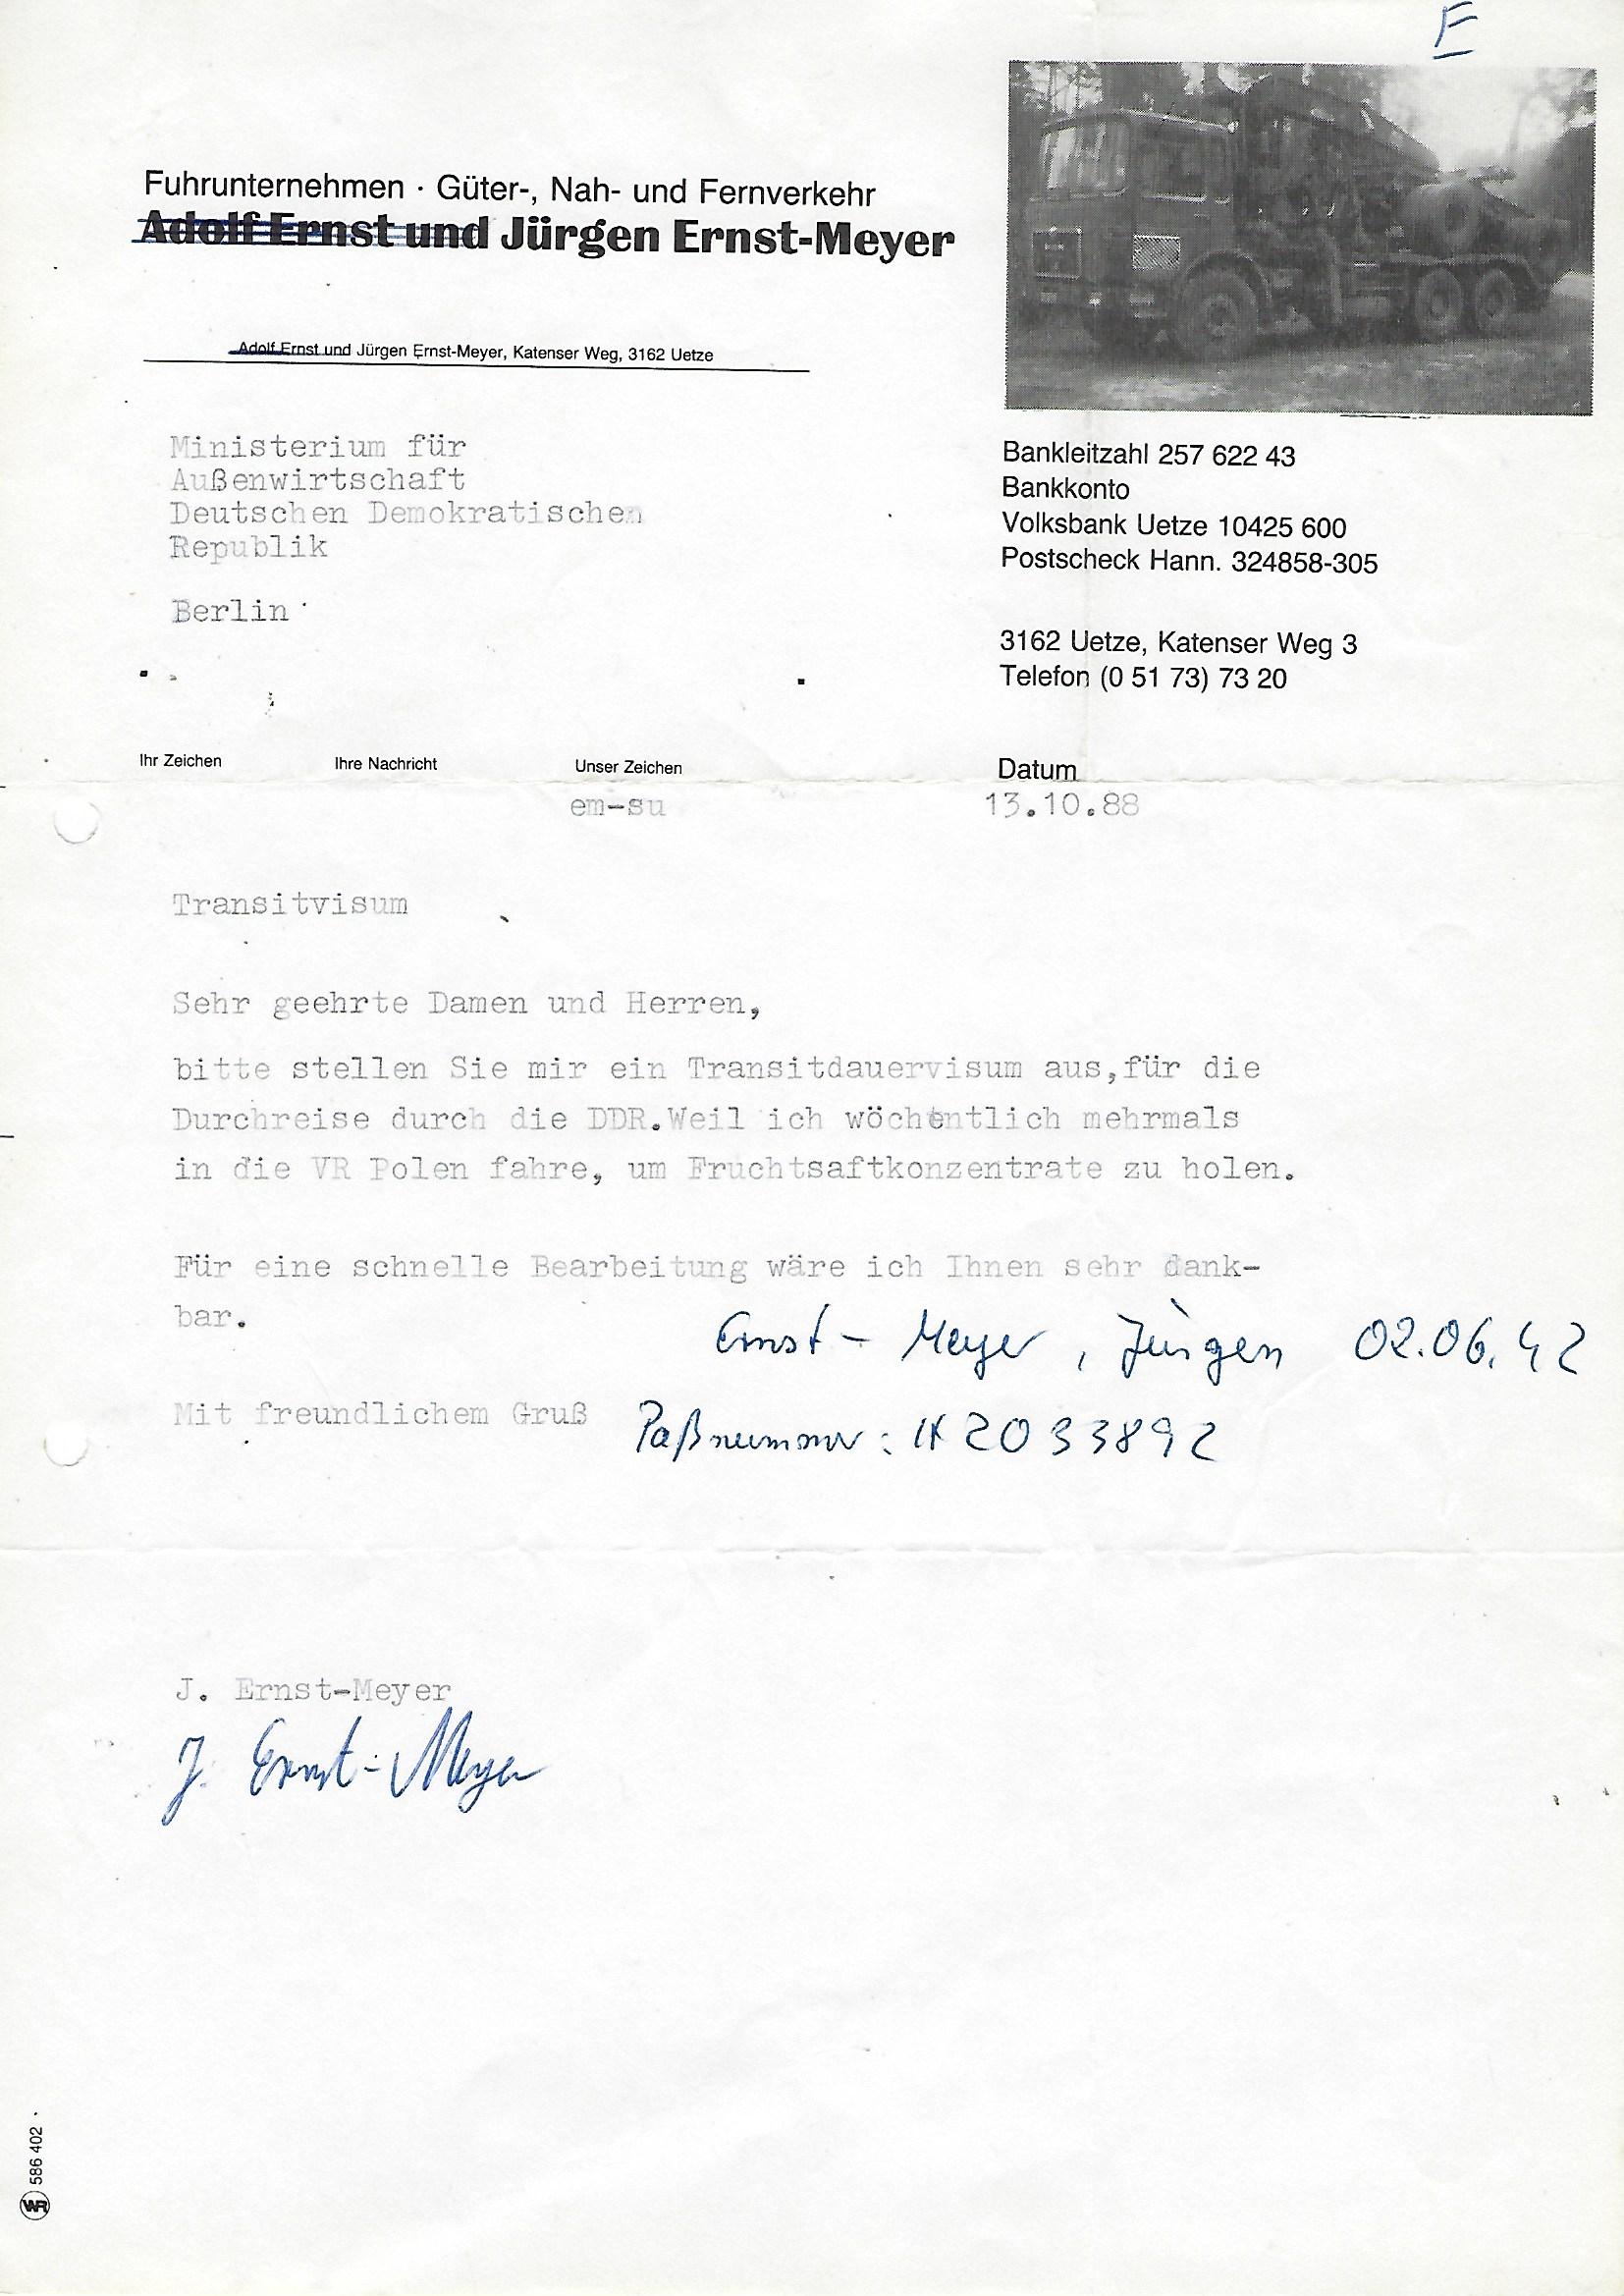 E
Fuhrunternehmen · Güter-, Nah- und Fernverkehr
Adolf Ernst und Jürgen Ernst-Meyer
Adolf Ernst und Jürgen Ernst-Meyer, Katenser Weg, 3162 Uetze
Ministerium für
Außenwirtschaft
Deutschen Demokratischen
Republik
Berlin
Bankleitzahl 257 622 43
Bankkonto
Volksbank Uetze 10425 600
Postscheck Hann. 324858-305
3162 Uetze, Katenser Weg 3
Telefon (0 51 73) 73 20
Ihr Zeichen Ihre Nachricht Unser Zeichen Datum
em-su 13.10.88
Transitvisum
Sehr geehrte Damen und Herren,
bitte stellen Sie mir ein Transitdauervisum aus,für die
Durchreise durch die DDR.Weil ich wöchentlich mehrmals
in die VR Polen fahre, um Fruchtsaftkonzentrate zu holen.
Für eine schnelle Bearbeitung wäre ich Ihnen sehr dank-
bar.
Ernst - Meyer , Jürgen 02.06.42
Mit freundlichem Gruß
Paßnummer: 2033892
J. Ernst-Meyer
J. Ernst-Meyer
WR 586 402